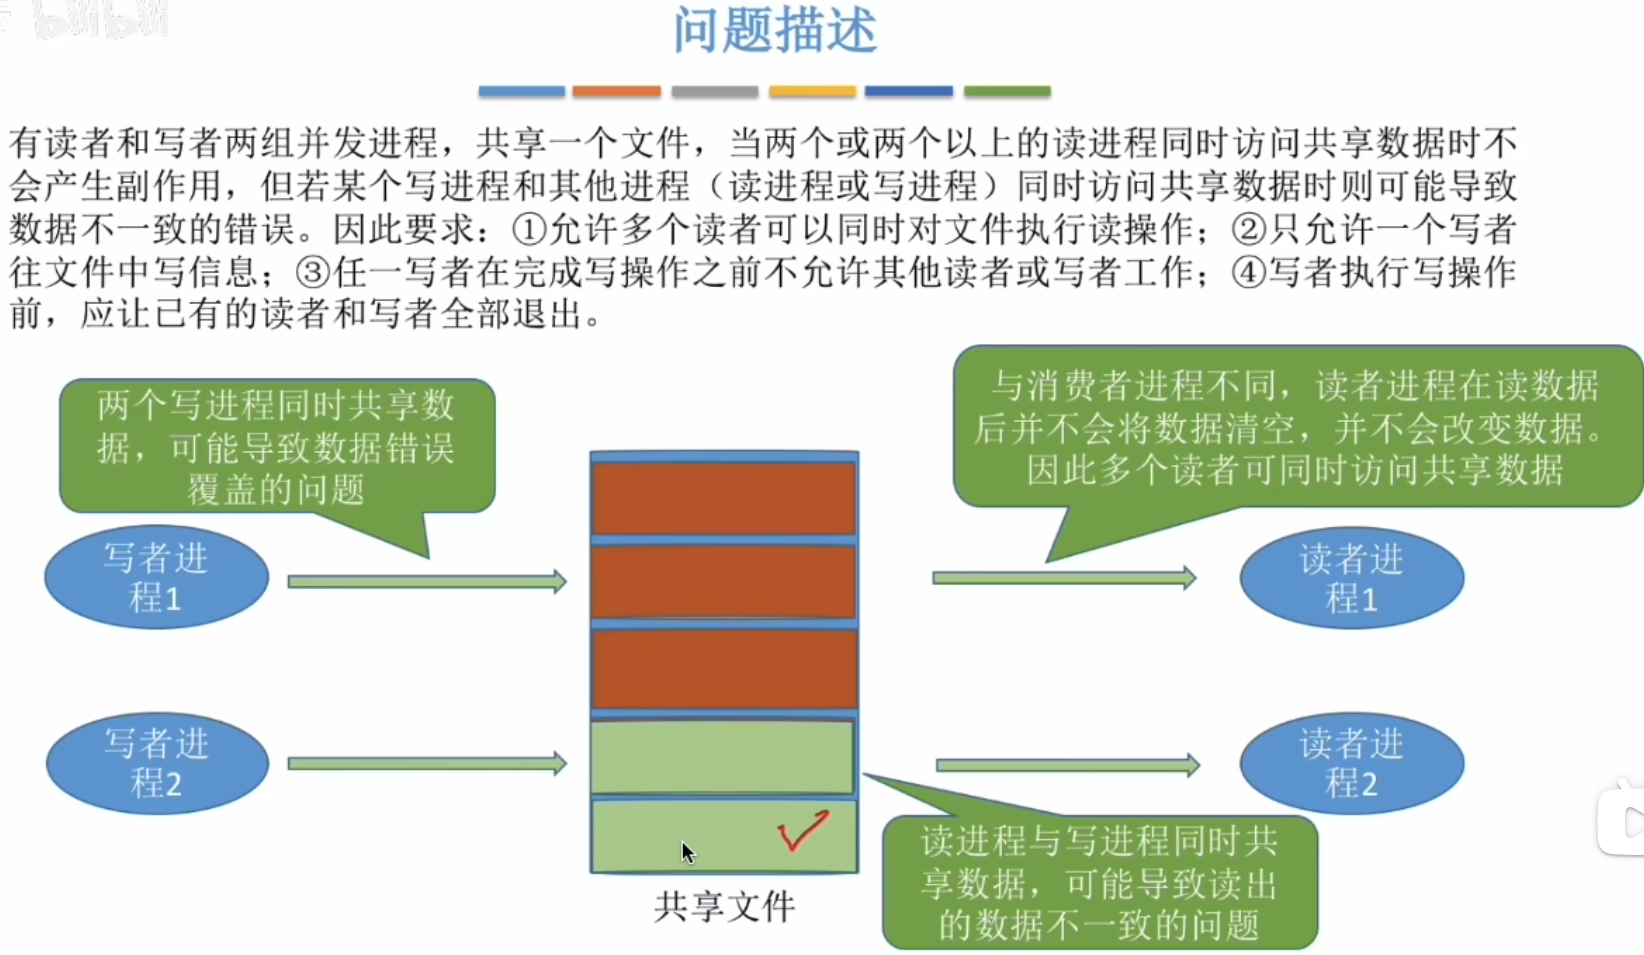 bilibili
问题描述
有读者和写者两组并发进程，共享一个文件，当两个或两个以上的读进程同时访问共享数据时不
会产生副作用，但若某个写进程和其他进程（读进程或写进程）同时访问共享数据时则可能导致
数据不一致的错误。因此要求：①允许多个读者可以同时对文件执行读操作；②只允许一个写者
往文件中写信息；③任一写者在完成写操作之前不允许其他读者或写者工作；④写者执行写操作
前，应让已有的读者和写者全部退出。
两个写进程同时共享数
据，可能导致数据错误
覆盖的问题
与消费者进程不同，读者进程在读数据
后并不会将数据清空，并不会改变数据。
因此多个读者可同时访问共享数据
写者进
程1
读者进
程1
写者进
程2
读者进
程2
读进程与写进程同时共
享数据，可能导致读出
的数据不一致的问题
共享文件